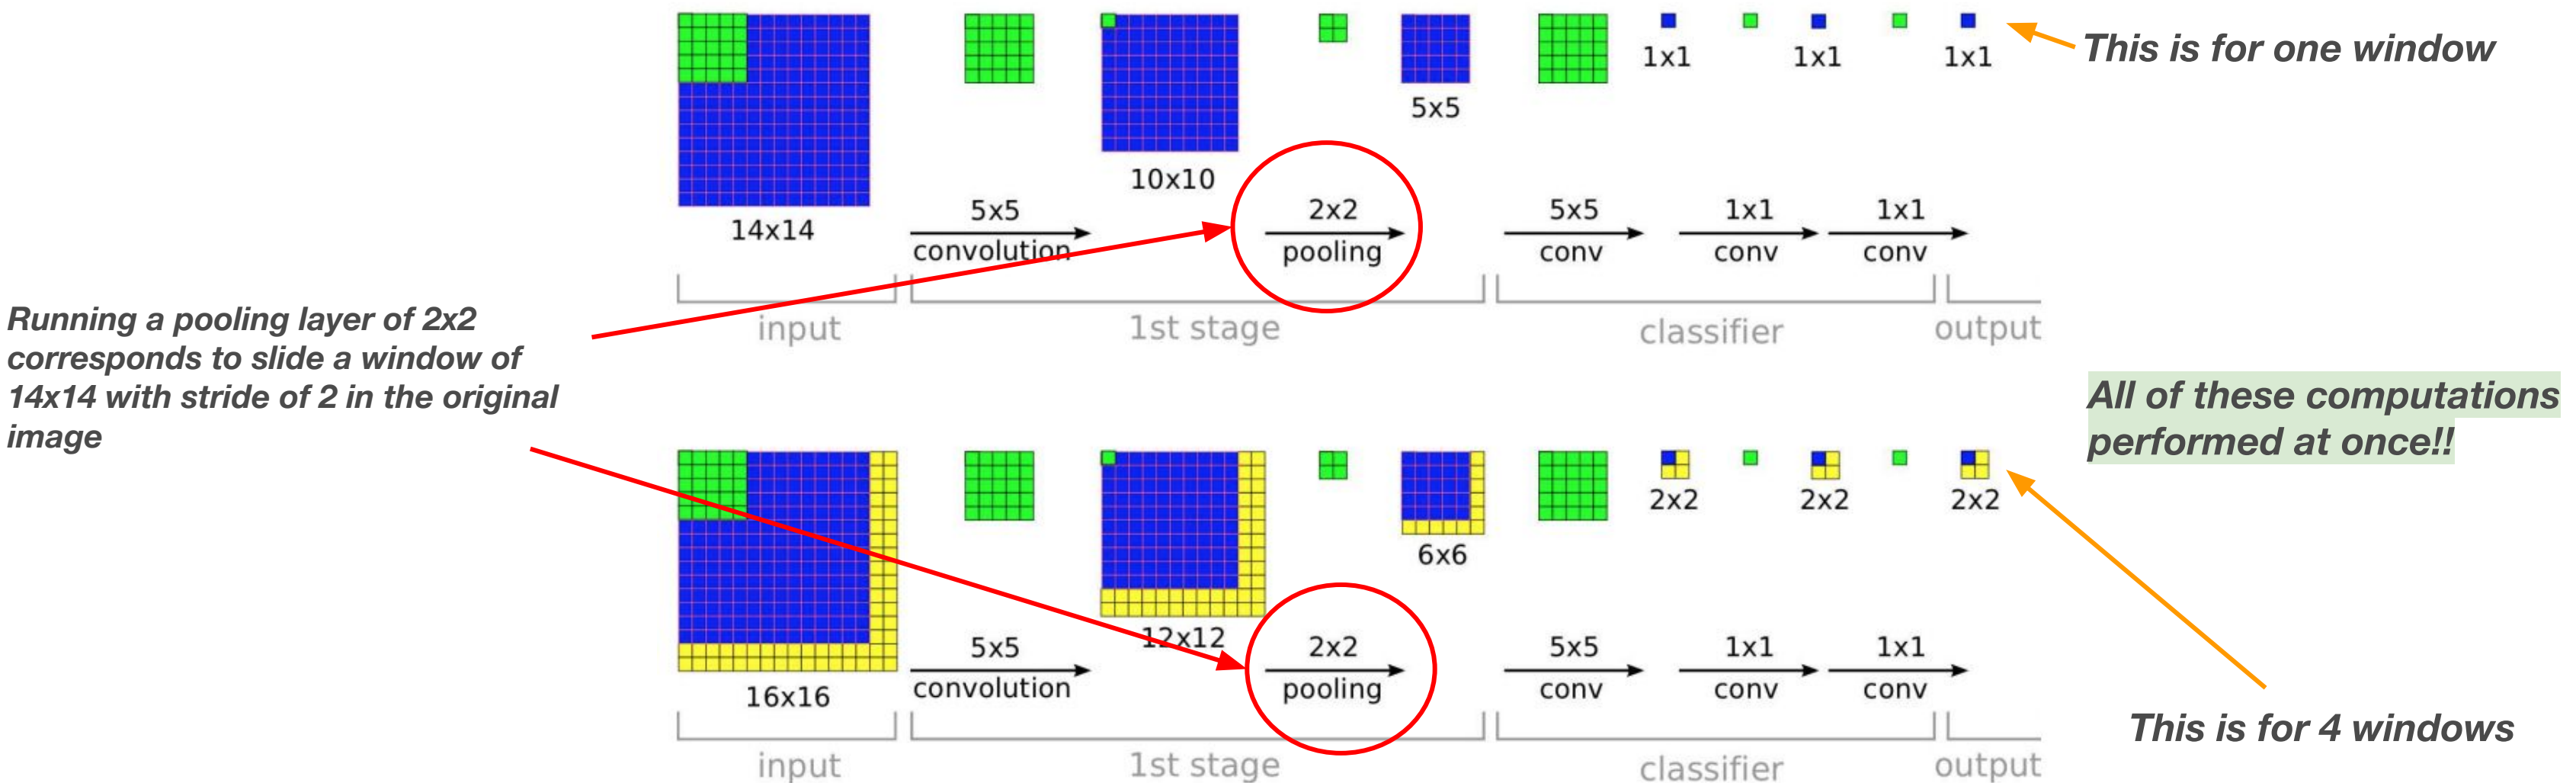 This is for one window
1x1
1x1
1x1
5x5
10x10
14x14
5x5
convolution
2x2
pooling
5x5
conv
1x1
conv
1x1
conv
input
1st stage
classifier
output
Running a pooling layer of 2x2
corresponds to slide a window of
14x14 with stride of 2 in the original
image
All of these computations
performed at once!!
2x2
2x2
2x2
6x6
12x12
16x16
5x5
convolution
2x2
pooling
5x5
conv
1x1
conv
1x1
conv
This is for 4 windows
input
1st stage
classifier
output